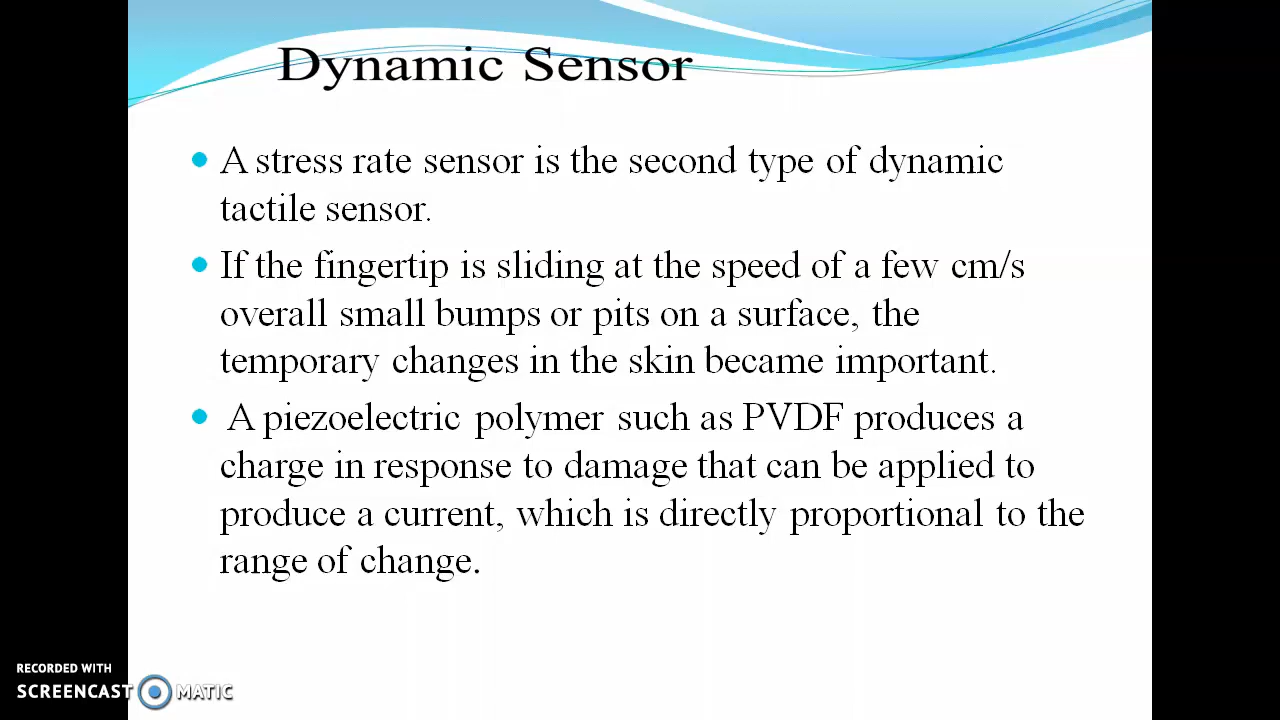 Dynamic Sensor
A stress rate sensor is the second type of dynamic
tactile sensor.
If the fingertip is sliding at the speed of a few cm/s
overall small bumps or pits on a surface, the
temporary changes in the skin became important.
A piezoelectric polymer such as PVDF produces a
charge in response to damage that can be applied to
produce a current, which is directly proportional to the
range of change.
RECORDED WITH
SCREENCAST MATIC